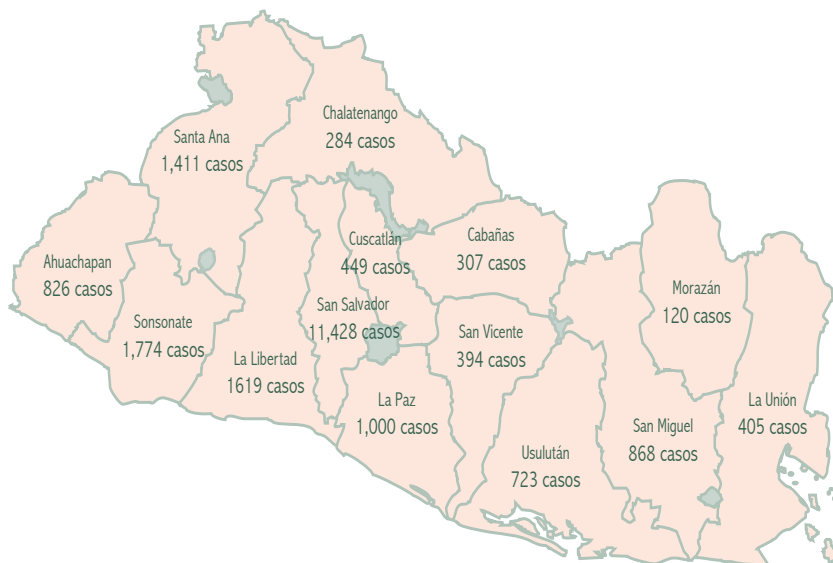 Chalatenango
284 casos
Santa Ana
1,411 casos
Cuscatlán
449 casos
Cabañas
307 casos
Ahuachapan
826 casos
Morazán
120 casos
Sonsonate
1,774 casos
San Salvador
11,428 casos
San Vicente
394 casos
La Libertad
1619 casos
La Paz
1,000 casos
La Unión
405 casos
San Miguel
868 casos
Usulután
723 casos